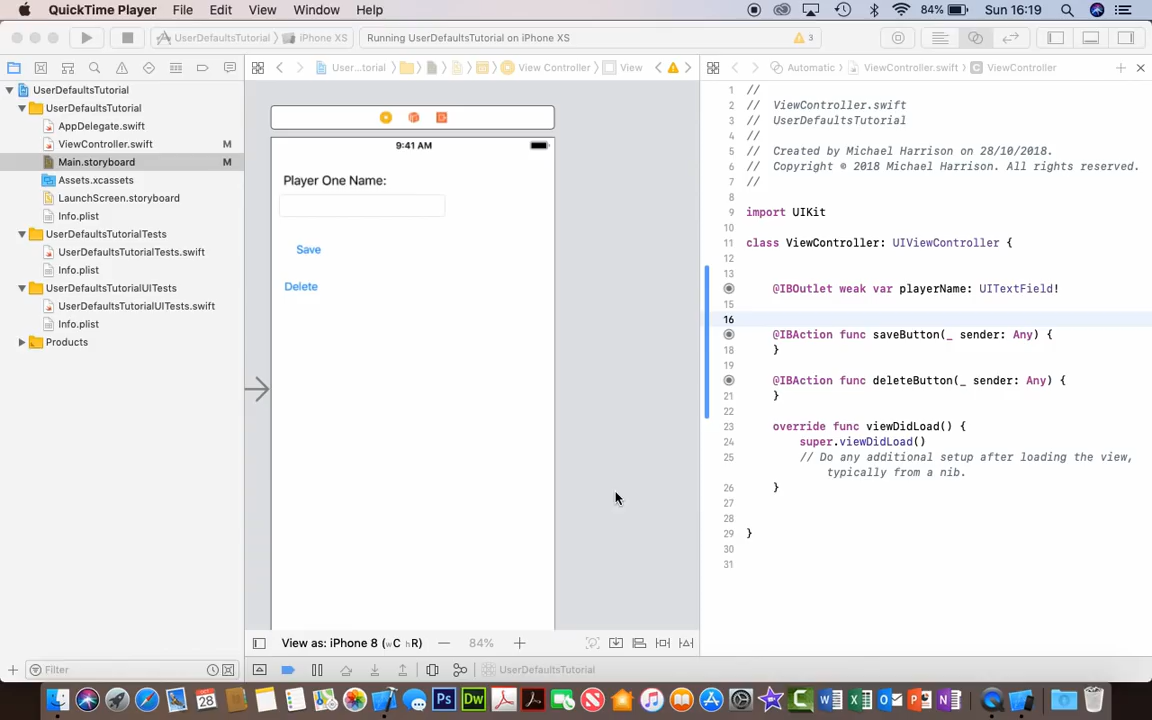 QuickTime Player File Edit View Window Help
84% Sun 16:19
UserDefaultsTutorial iPhone XS
Running UserDefaultsTutorial on iPhone XS
3
User...torial View Controller View
Automatic ViewController.swift ViewController
UserDefaultsTutorial
UserDefaultsTutorial
AppDelegate.swift
ViewController.swift M
Main.storyboard M
Assets.xcassets
LaunchScreen.storyboard
Info.plist
UserDefaultsTutorialTests
UserDefaultsTutorialTests.swift
Info.plist
UserDefaultsTutorialUITests
UserDefaultsTutorialUITests.swift
Info.plist
Products
Filter
9:41 AM
Player One Name:
Save
Delete
View as: iPhone 8 (wC hR)
84%
UserDefaultsTutorial
1 //
2 // ViewController.swift
3 // UserDefaultsTutorial
4 //
5 // Created by Michael Harrison on 28/10/2018.
6 // Copyright © 2018 Michael Harrison. All rights reserved.
7 //
8
9 import UIKit
10
11 class ViewController: UIViewController {
12
13
@IBOutlet weak var playerName: UITextField!
15
16
@IBAction func saveButton(_ sender: Any) {
18 }
19
@IBAction func deleteButton(_ sender: Any) {
21 }
22
23 override func viewDidLoad() {
24 super.viewDidLoad()
25 // Do any additional setup after loading the view,
typically from a nib.
26 }
27
28
29 }
30
31
28
Ps
Dw